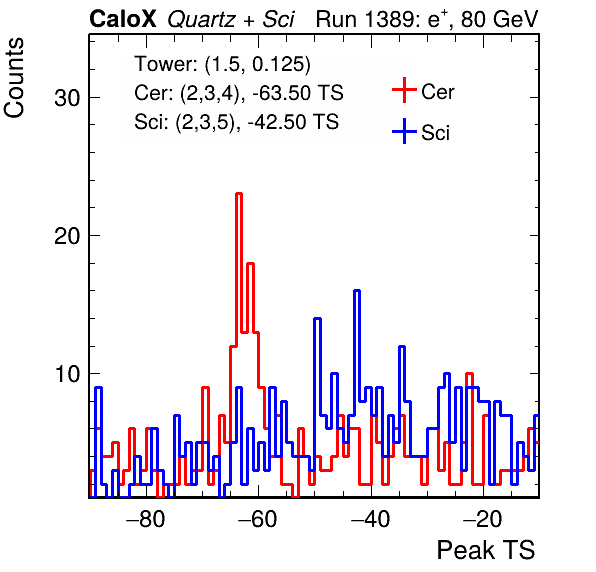 CaloX Quartz + Sci Run 1389: e⁺, 80 GeV
Counts
Tower: (1.5, 0.125)
Cer: (2,3,4), -63.50 TS
Sci: (2,3,5), -42.50 TS
Cer
Sci
30
20
10
−80 −60 −40 −20
Peak TS